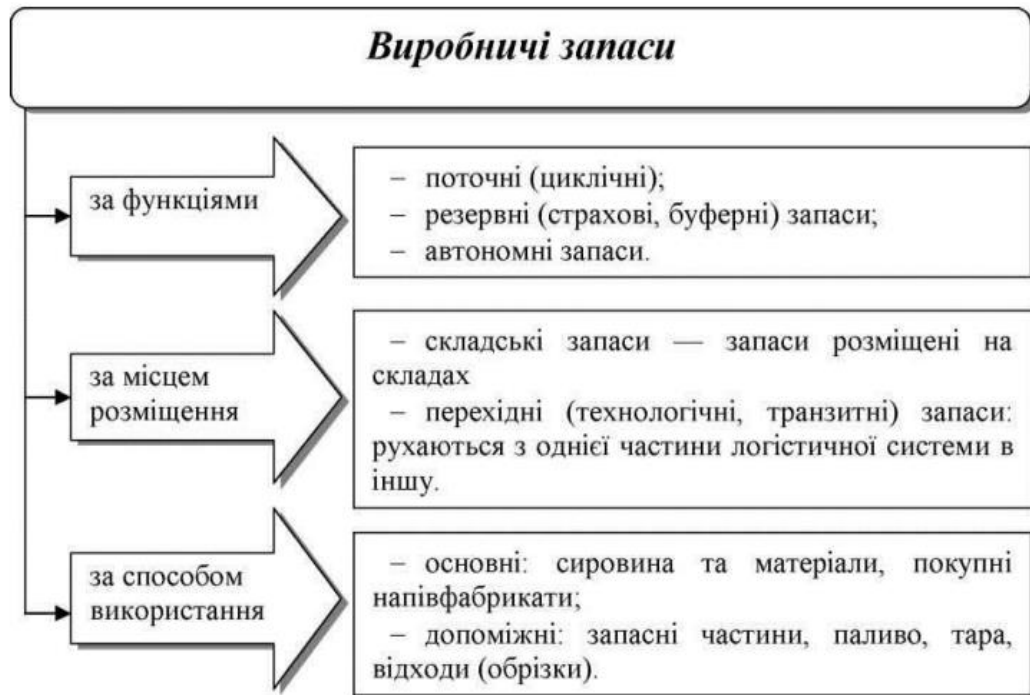 Виробничі запаси
за функціями
– поточні (циклічні);
– резервні (страхові, буферні) запаси;
– автономні запаси.
за місцем
розміщення
– складські запаси — запаси розміщені на
складах
– перехідні (технологічні, транзитні) запаси:
рухаються з однієї частини логістичної системи в
іншу.
за способом
використання
– основні: сировина та матеріали, покупні
напівфабрикати;
– допоміжні: запасні частини, паливо, тара,
відходи (обрізки).